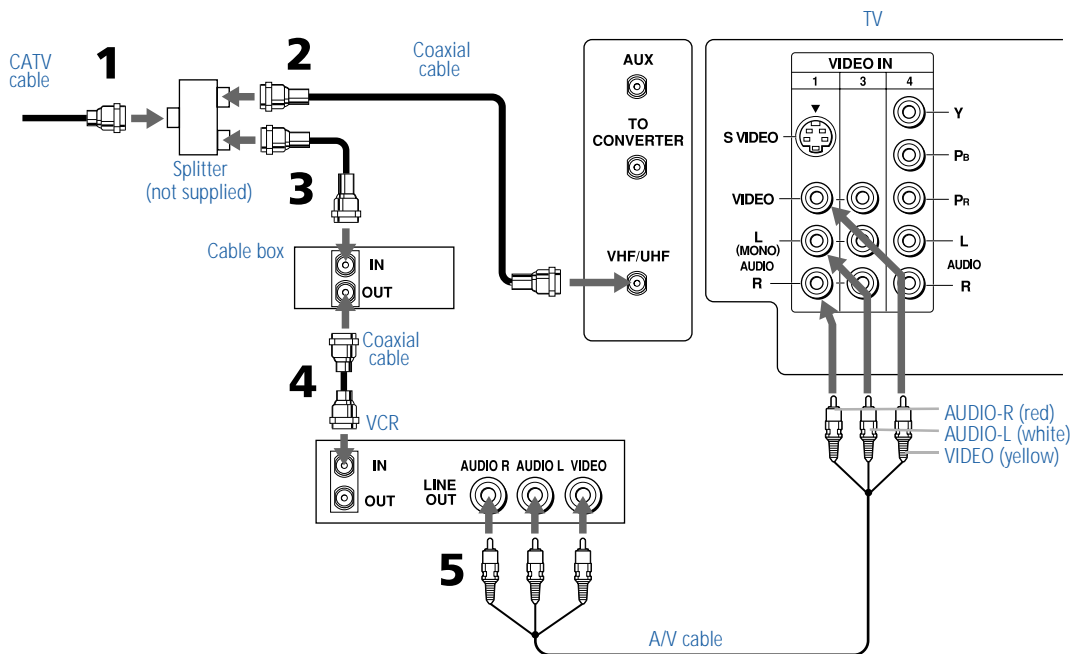 TV
CATV
cable
1
2
Coaxial
cable
AUX
VIDEO IN
1
3
4
Y
TO
CONVERTER
S VIDEO
PB
Splitter
(not supplied)
3
VIDEO
PR
Cable box
IN
OUT
VHF/UHF
L
(MONO)
AUDIO
R
L
AUDIO
R
Coaxial
cable
4
VCR
AUDIO-R (red)
AUDIO-L (white)
VIDEO (yellow)
IN
OUT
LINE
OUT
AUDIO R
AUDIO L
VIDEO
5
A/V cable